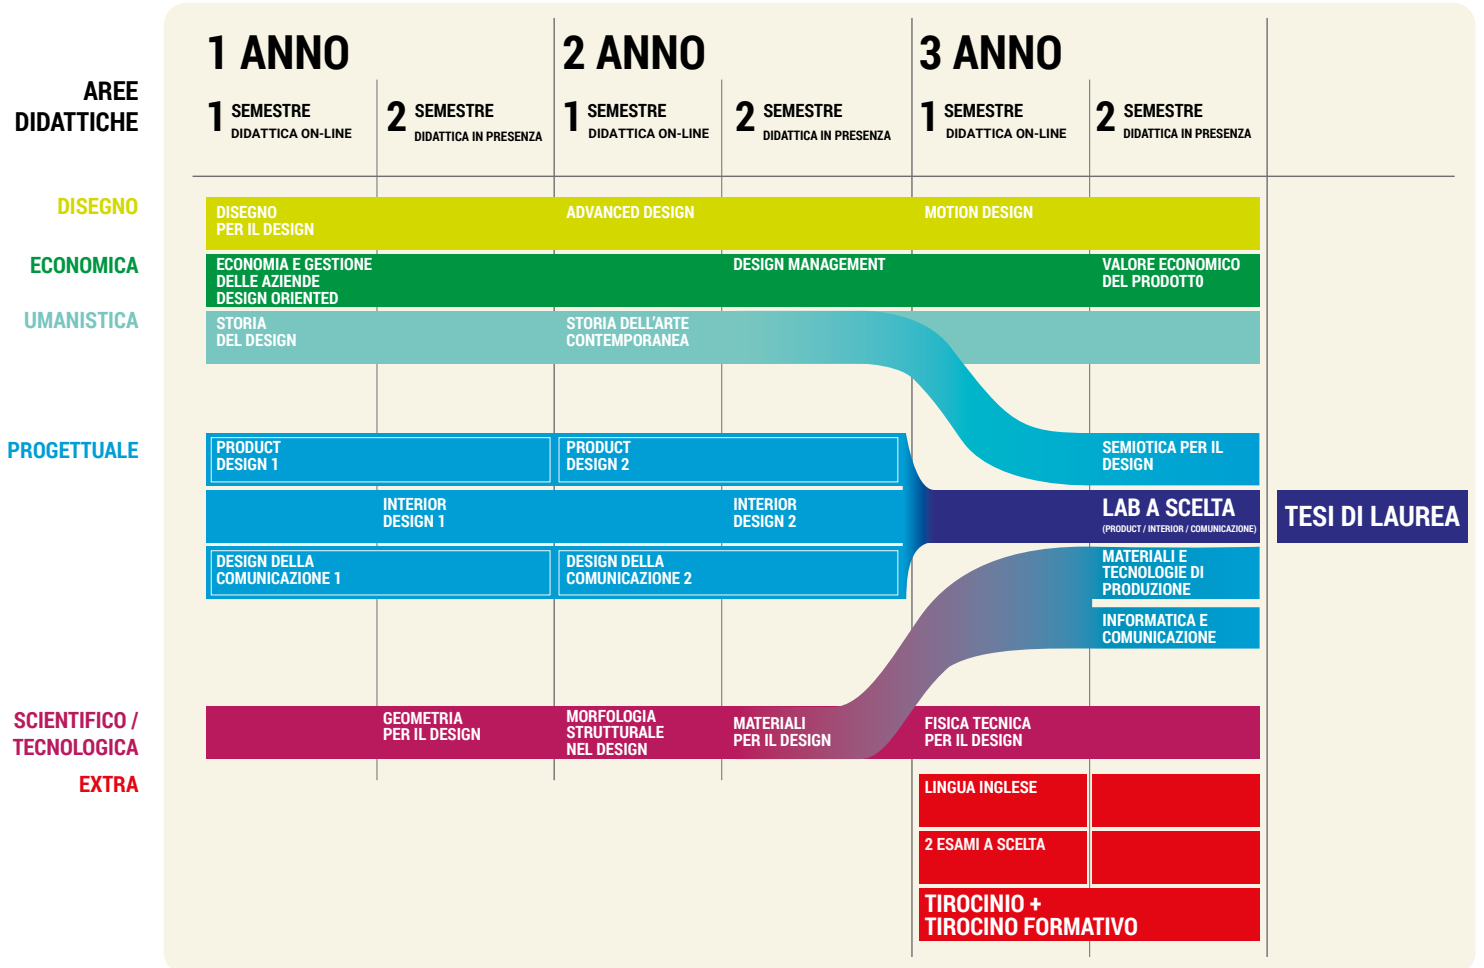 AREE
DIDATTICHE
1 ANNO
2 ANNO
3 ANNO
1 SEMESTRE
DIDATTICA ON-LINE
2 SEMESTRE
DIDATTICA IN PRESENZA
1 SEMESTRE
DIDATTICA ON-LINE
2 SEMESTRE
DIDATTICA IN PRESENZA
1 SEMESTRE
DIDATTICA ON-LINE
2 SEMESTRE
DIDATTICA IN PRESENZA
DISEGNO
DISEGNO
PER IL DESIGN
ADVANCED DESIGN
MOTION DESIGN
ECONOMICA
ECONOMIA E GESTIONE
DELLE AZIENDE
DESIGN ORIENTED
DESIGN MANAGEMENT
VALORE ECONOMICO
DEL PRODOTT0
UMANISTICA
STORIA
DEL DESIGN
STORIA DELL'ARTE
CONTEMPORANEA
PROGETTUALE
PRODUCT
DESIGN 1
PRODUCT
DESIGN 2
SEMIOTICA PER IL
DESIGN
INTERIOR
DESIGN 1
INTERIOR
DESIGN 2
LAB A SCELTA
(PRODUCT / INTERIOR / COMUNICAZIONE)
TESI DI LAUREA
DESIGN DELLA
COMUNICAZIONE 1
DESIGN DELLA
COMUNICAZIONE 2
MATERIALI E
TECNOLOGIE DI
PRODUZIONE
INFORMATICA E
COMUNICAZIONE
SCIENTIFICO /
TECNOLOGICA
GEOMETRIA
PER IL DESIGN
MORFOLOGIA
STRUTTURALE
NEL DESIGN
MATERIALI
PER IL DESIGN
FISICA TECNICA
PER IL DESIGN
EXTRA
LINGUA INGLESE
2 ESAMI A SCELTA
TIROCINIO +
TIROCINO FORMATIVO